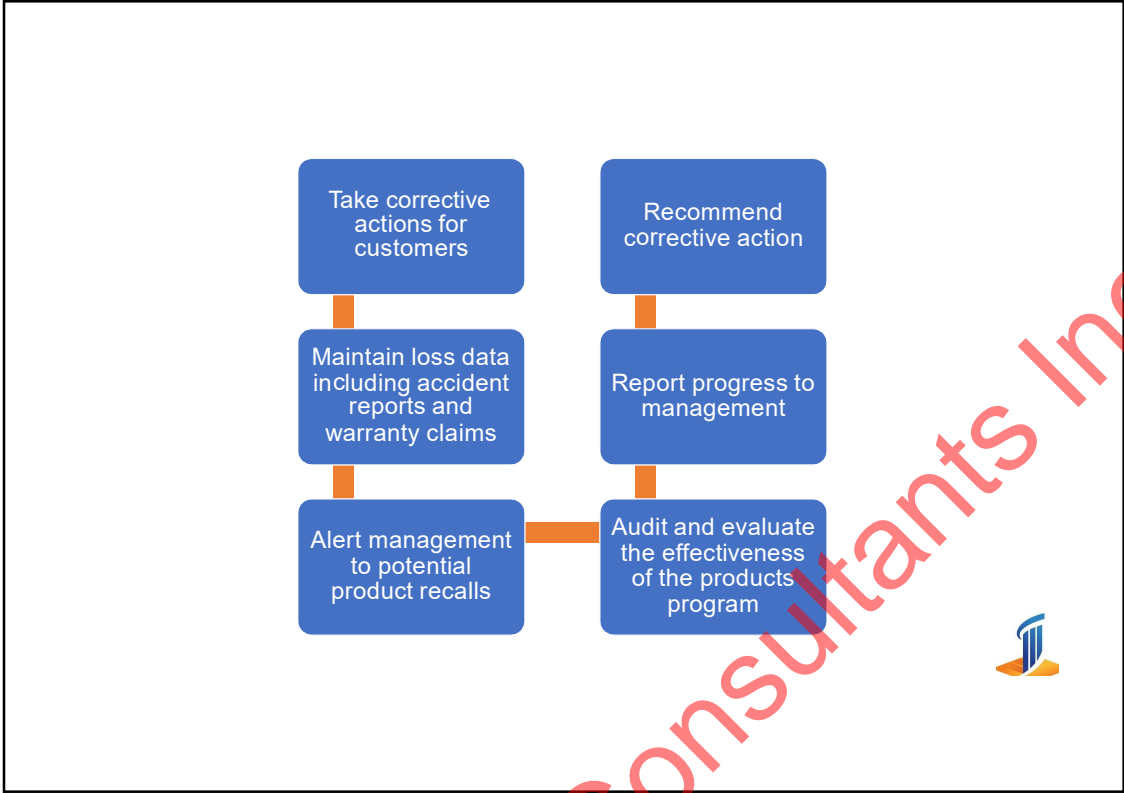 Take corrective
actions for
customers
Maintain loss data
including accident
reports and
warranty claims
Alert management
to potential
product recalls
Audit and evaluate
the effectiveness
of the products
program
Report progress to
management
Recommend
corrective action
onsultants In